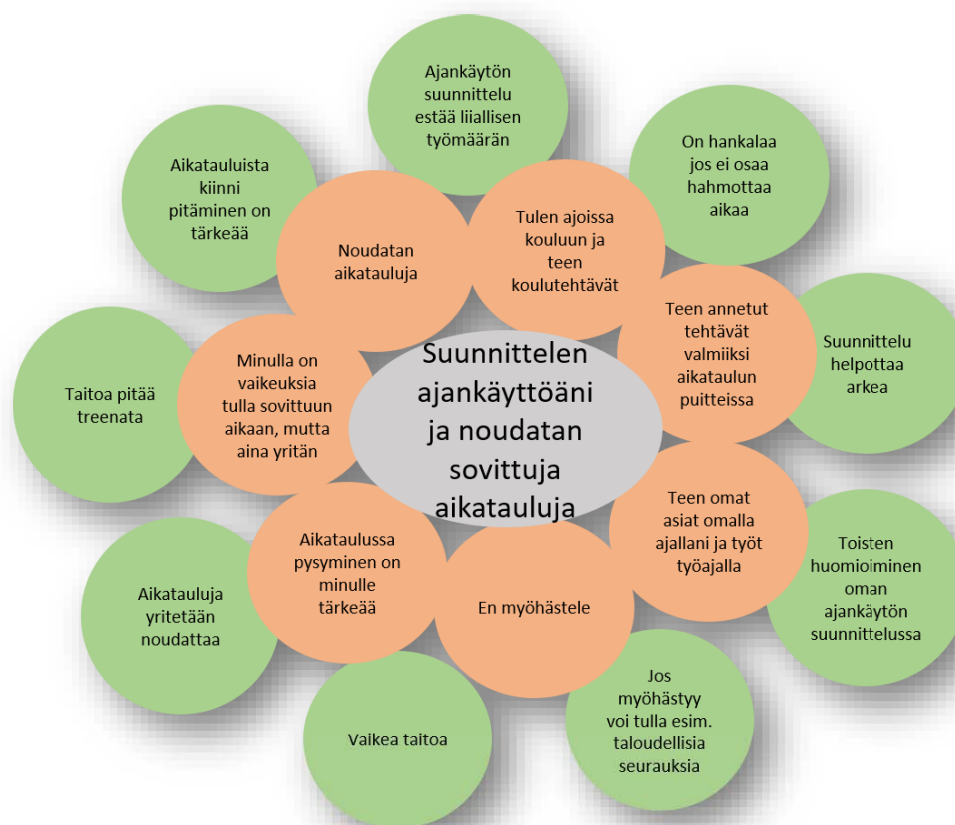 Ajankäytön
suunnittelu
estää liiallisen
työmäärän
On hankalaa
jos ei osaa
hahmottaa
aikaa
Aikatauluista
kiinni
pitäminen on
tärkeää
Tulen ajoissa
kouluun ja
teen
koulutehtävät
Noudatan
aikatauluja
Teen annetut
tehtävät
valmiiksi
aikataulun
puitteissa
Suunnittelu
helpottaa
arkea
Minulla on
vaikeuksia
tulla sovittuun
aikaan, mutta
aina yritän
Taitoa pitää
treenata
Suunnittelen
ajankäyttöäni
ja noudatan
sovittuja
aikatauluja
Teen omat
asiat omalla
ajallani ja työt
työajalla
Toisten
huomioiminen
oman
ajankäytön
suunnittelussa
Aikataulussa
pysyminen on
minulle
tärkeää
Aikatauluja
yritetään
noudattaa
En myöhästele
Jos
myöhästyy
voi tulla esim.
taloudellisia
seurauksia
Vaikea taitoa